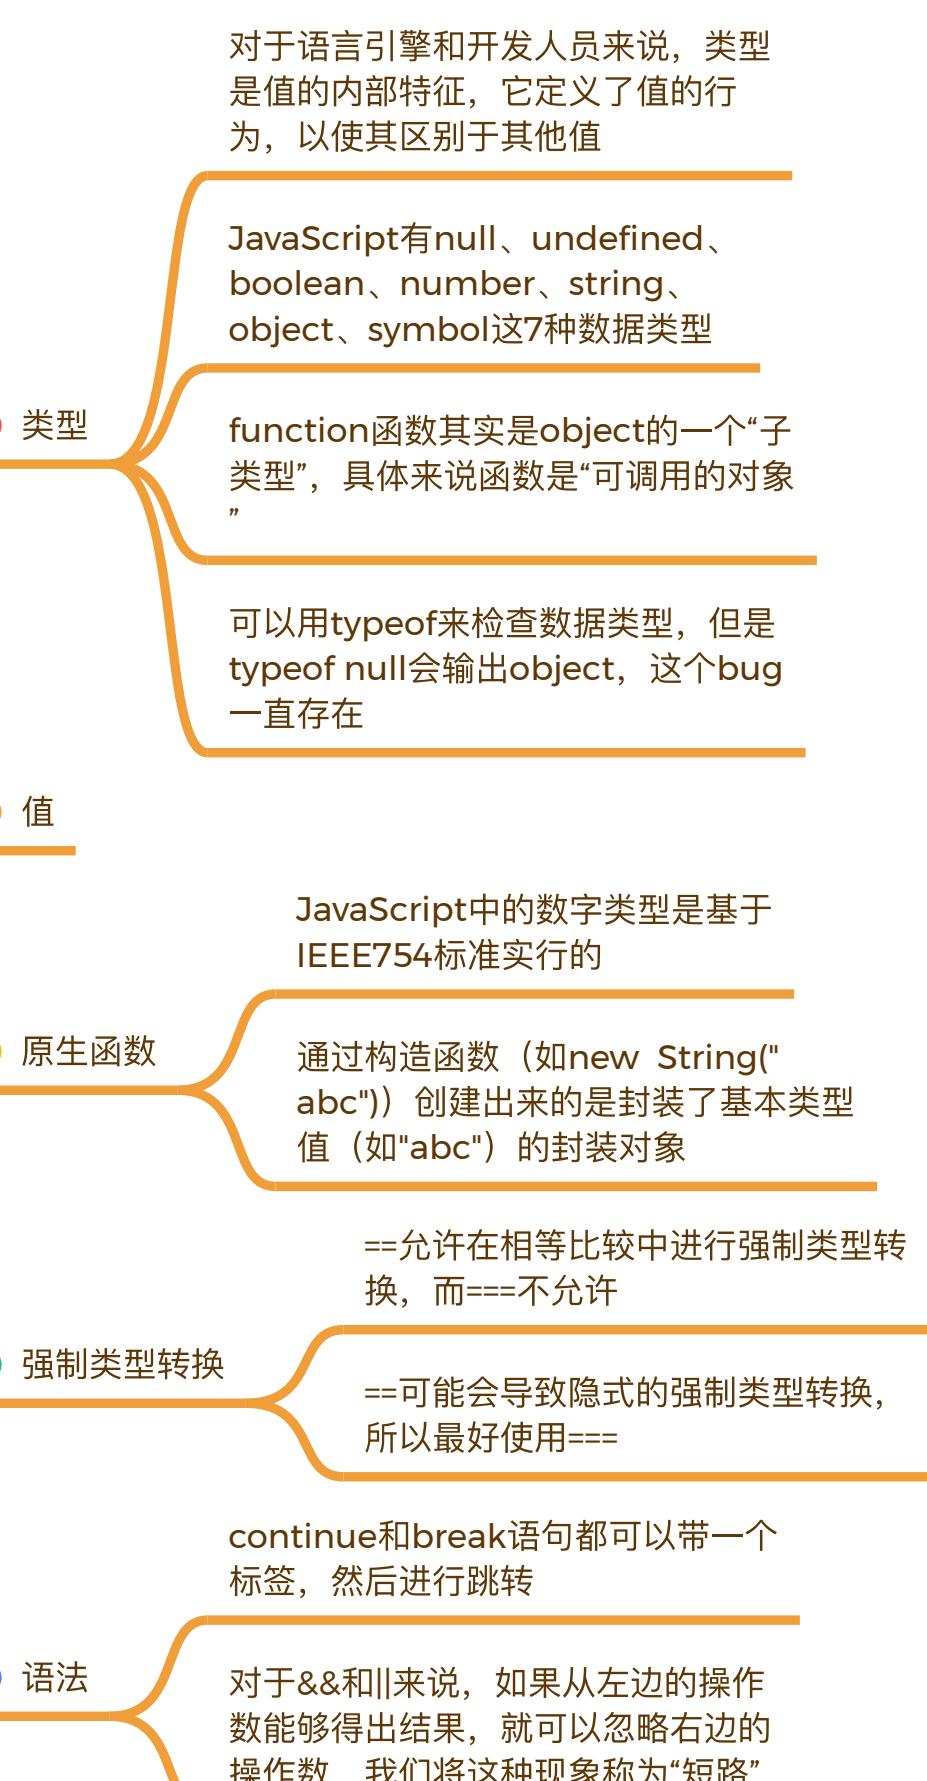 对于语言引擎和开发人员来说，类型
是值的内部特征，它定义了值的行
为，以使其区别于其他值
JavaScript有null、undefined、
boolean、number、string、
object、symbol这7种数据类型
类型
function函数其实是object的一个“子
类型”，具体来说函数是“可调用的对象
”
可以用typeof来检查数据类型，但是
typeof null会输出object，这个bug
一直存在
值
JavaScript中的数字类型是基于
IEEE754标准实行的
原生函数
通过构造函数（如new String("
abc")）创建出来的是封装了基本类型
值（如"abc"）的封装对象
==允许在相等比较中进行强制类型转
换，而===不允许
强制类型转换
==可能会导致隐式的强制类型转换，
所以最好使用===
continue和break语句都可以带一个
标签，然后进行跳转
语法
对于&&和||来说，如果从左边的操作
数能够得出结果，就可以忽略右边的
操作数，我们将这种现象称为“短路”